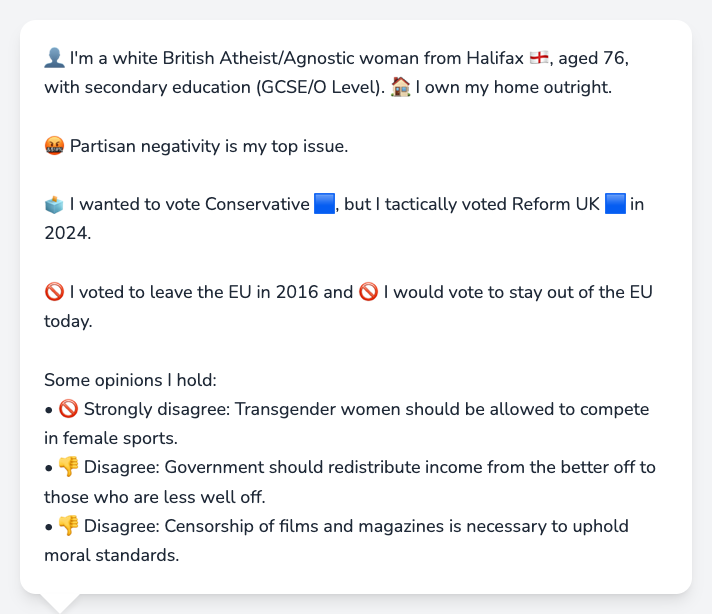 👤 I'm a white British Atheist/Agnostic woman from Halifax 🏴󠁧󠁢󠁥󠁮󠁧󠁿, aged 76,
with secondary education (GCSE/O Level). 🏠 I own my home outright.
🤬 Partisan negativity is my top issue.
🗳️ I wanted to vote Conservative 🟦, but I tactically voted Reform UK 🟦 in
2024.
🚫 I voted to leave the EU in 2016 and 🚫 I would vote to stay out of the EU
today.
Some opinions I hold:
• 🚫 Strongly disagree: Transgender women should be allowed to compete
in female sports.
• 👎 Disagree: Government should redistribute income from the better off to
those who are less well off.
• 👎 Disagree: Censorship of films and magazines is necessary to uphold
moral standards.